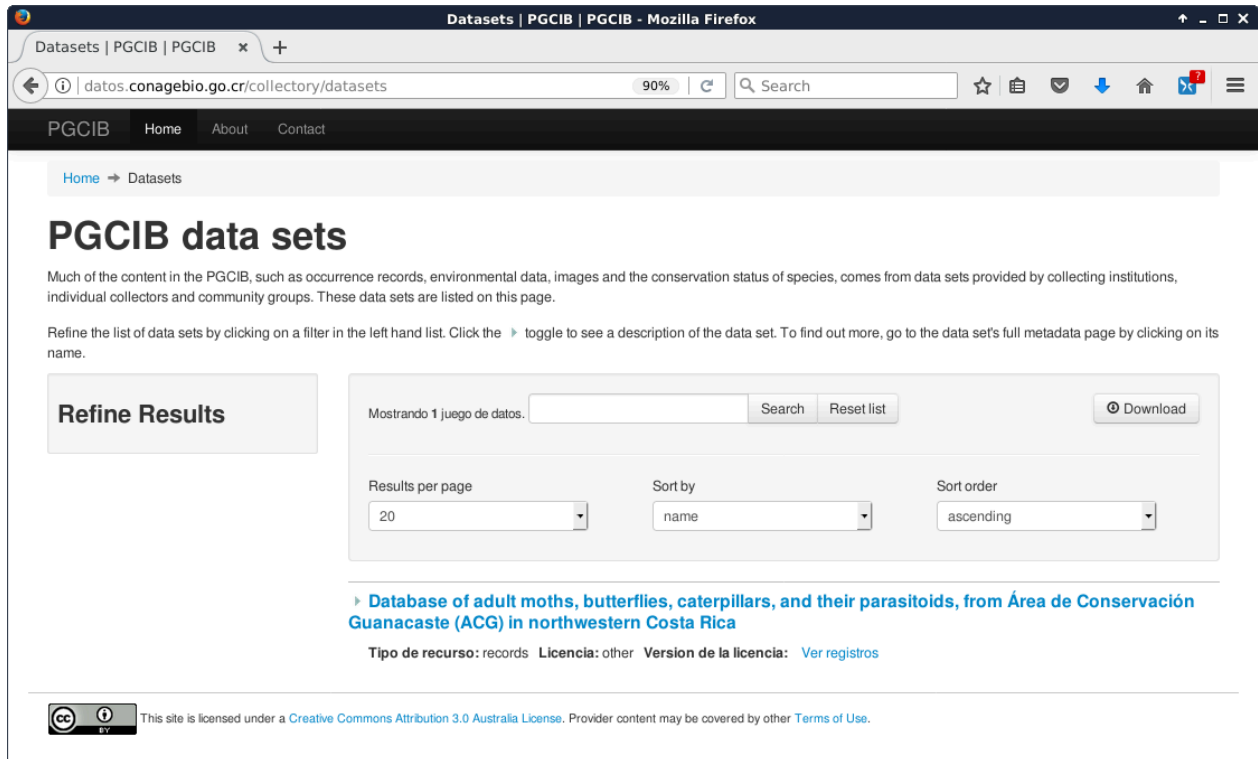 Datasets | PGCIB | PGCIB - Mozilla Firefox
Datasets | PGCIB | PGCIB
datos.conagebio.go.cr/collectory/datasets
90%
Search
?
PGCIB
Home
About
Contact
Home ➔ Datasets
PGCIB data sets
Much of the content in the PGCIB, such as occurrence records, environmental data, images and the conservation status of species, comes from data sets provided by collecting institutions,
individual collectors and community groups. These data sets are listed on this page.
Refine the list of data sets by clicking on a filter in the left hand list. Click the toggle to see a description of the data set. To find out more, go to the data set's full metadata page by clicking on its
name.
Refine Results
Mostrando 1 juego de datos.
Search
Reset list
Download
Results per page
Sort by
Sort order
20
name
ascending
Database of adult moths, butterflies, caterpillars, and their parasitoids, from Área de Conservación
Guanacaste (ACG) in northwestern Costa Rica
Tipo de recurso: records Licencia: other Version de la licencia: Ver registros
cc BY
This site is licensed under a Creative Commons Attribution 3.0 Australia License. Provider content may be covered by other Terms of Use.